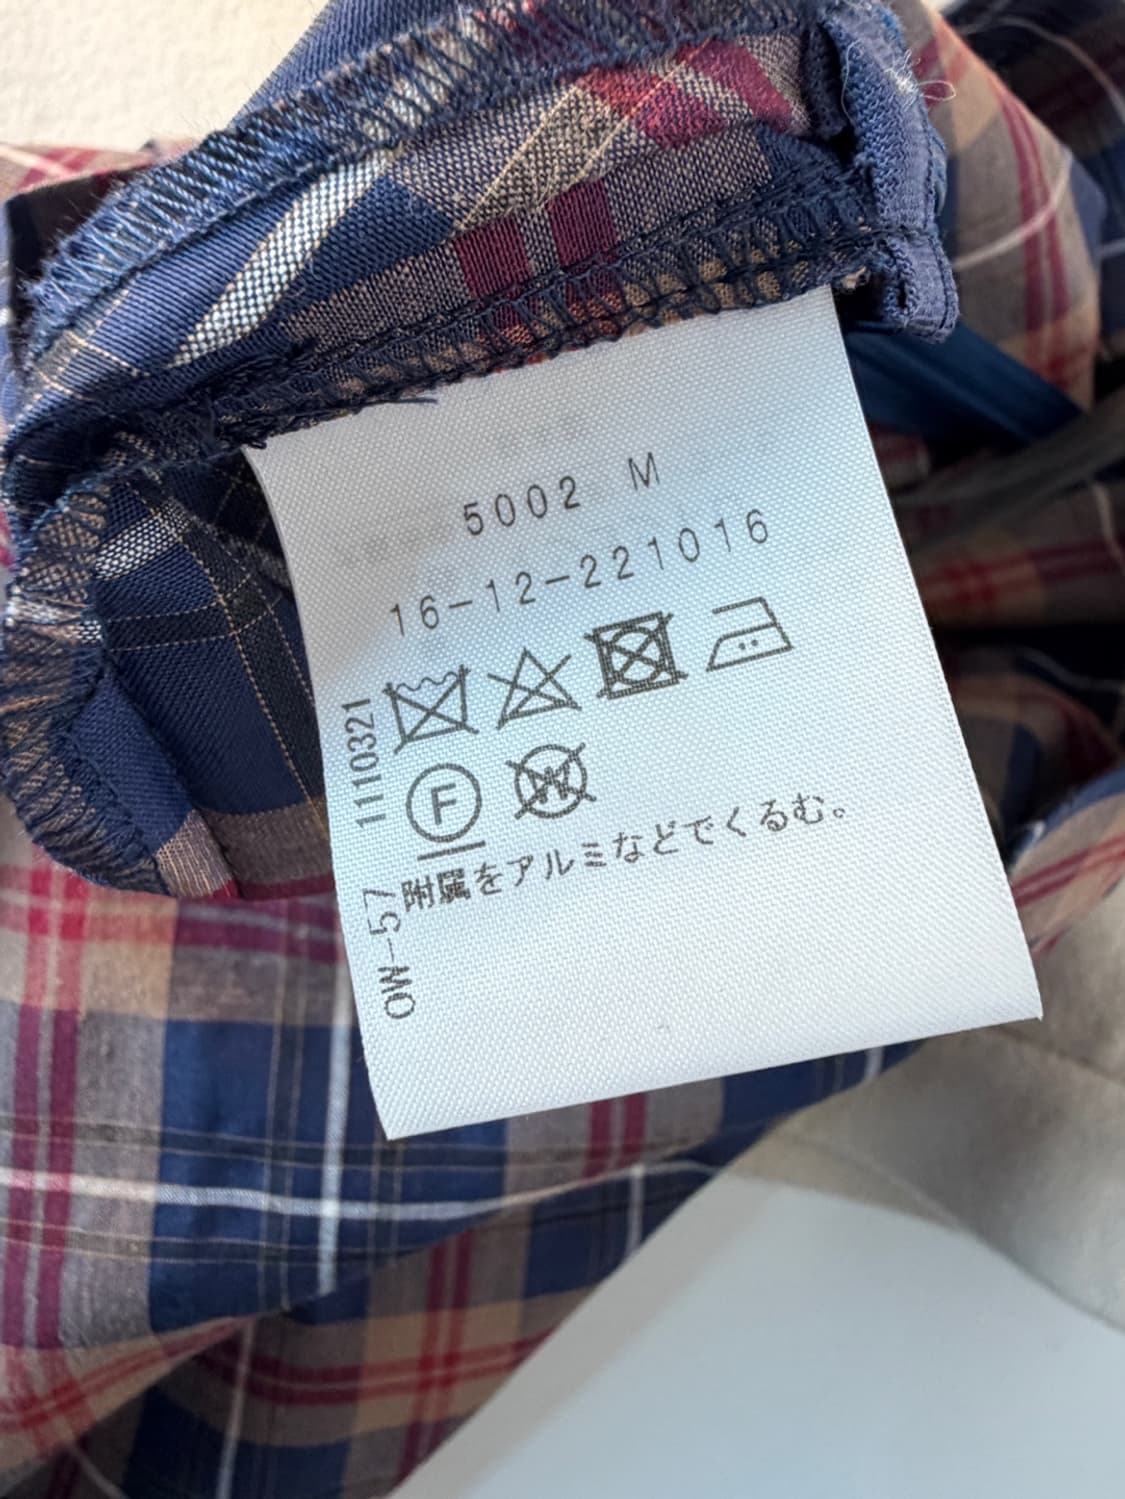 5002 M
16-12-221016
F
W
附属をアルミなどでくるむ。
OW-57 1110321